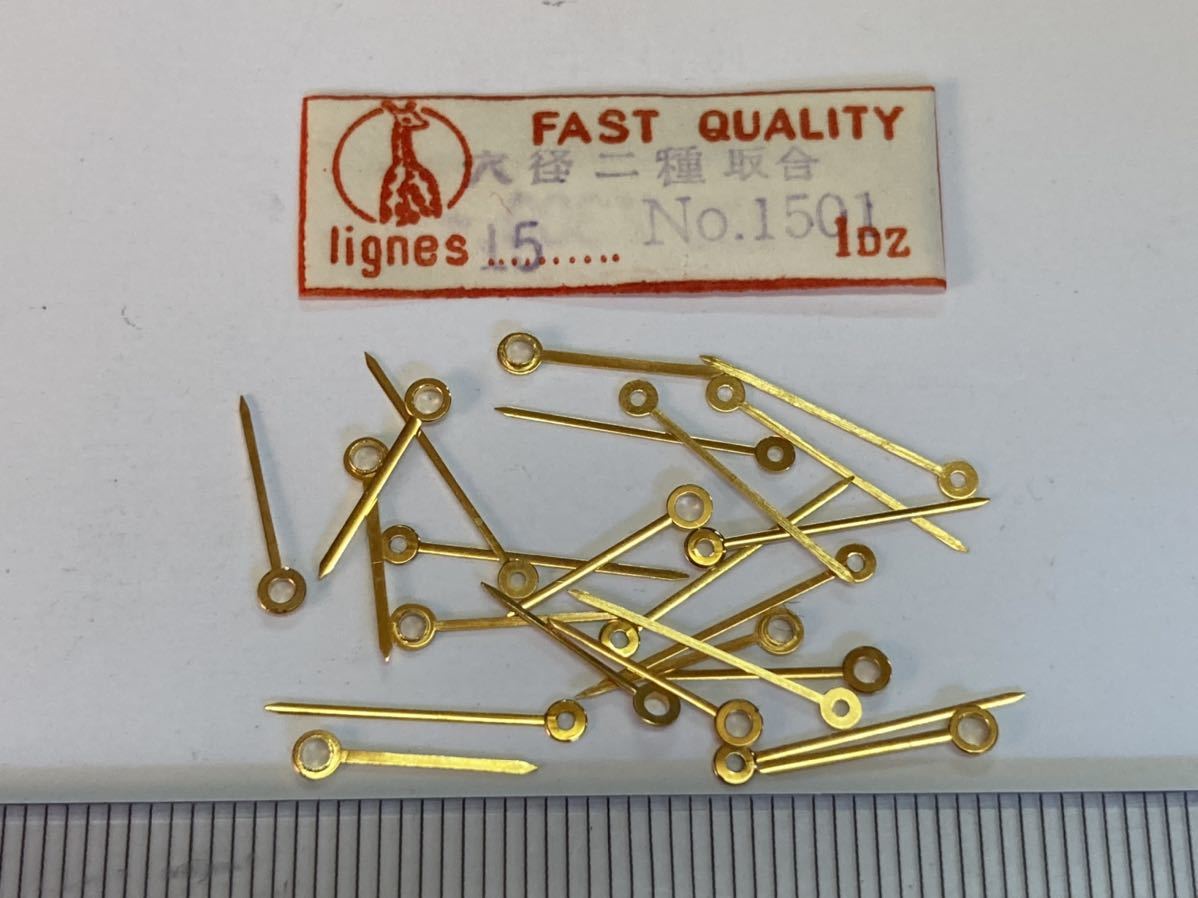 FAST QUALITY
穴径二種取合
No.1501
lignes 15 .......... 1DZ